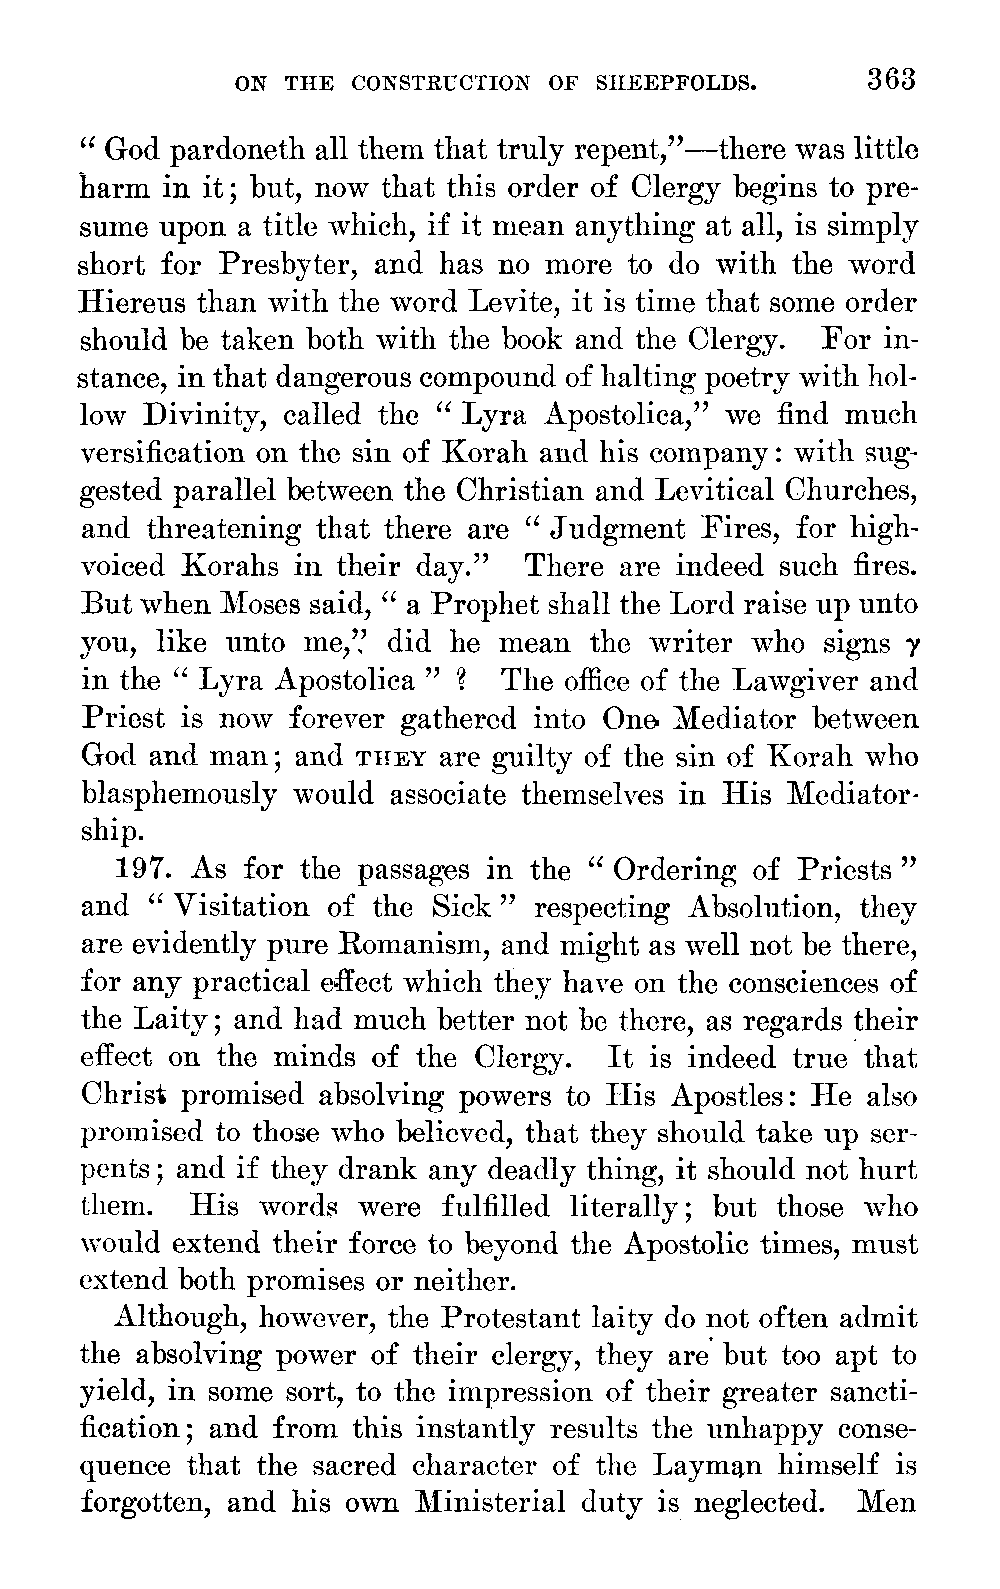 ON THE CONSTRUCTION OF SHEEPFOLDS. 363
“ God pardoneth all them that truly repent,”—there was little
harm in it; but, now that this order of Clergy begins to pre-
sume upon a title which, if it mean anything at all, is simply
short for Presbyter, and has no more to do with the word
Hiereus than with the word Levite, it is time that some order
should be taken both with the book and the Clergy. For in-
stance, in that dangerous compound of halting poetry with hol-
low Divinity, called the “ Lyra Apostolica,” we find much
versification on the sin of Korah and his company: with sug-
gested parallel between the Christian and Levitical Churches,
and threatening that there are “ Judgment Fires, for high-
voiced Korahs in their day.” There are indeed such fires.
But when Moses said, “ a Prophet shall the Lord raise up unto
you, like unto me,” did he mean the writer who signs γ
in the “ Lyra Apostolica ” ? The office of the Lawgiver and
Priest is now forever gathered into One Mediator between
God and man; and THEY are guilty of the sin of Korah who
blasphemously would associate themselves in His Mediator-
ship.
197. As for the passages in the “ Ordering of Priests ”
and “ Visitation of the Sick ” respecting Absolution, they
are evidently pure Romanism, and might as well not be there,
for any practical effect which they have on the consciences of
the Laity; and had much better not be there, as regards their
effect on the minds of the Clergy. It is indeed true that
Christ promised absolving powers to His Apostles: He also
promised to those who believed, that they should take up ser-
pents; and if they drank any deadly thing, it should not hurt
them. His words were fulfilled literally; but those who
would extend their force to beyond the Apostolic times, must
extend both promises or neither.
Although, however, the Protestant laity do not often admit
the absolving power of their clergy, they are but too apt to
yield, in some sort, to the impression of their greater sancti-
fication; and from this instantly results the unhappy conse-
quence that the sacred character of the Layman himself is
forgotten, and his own Ministerial duty is neglected. Men